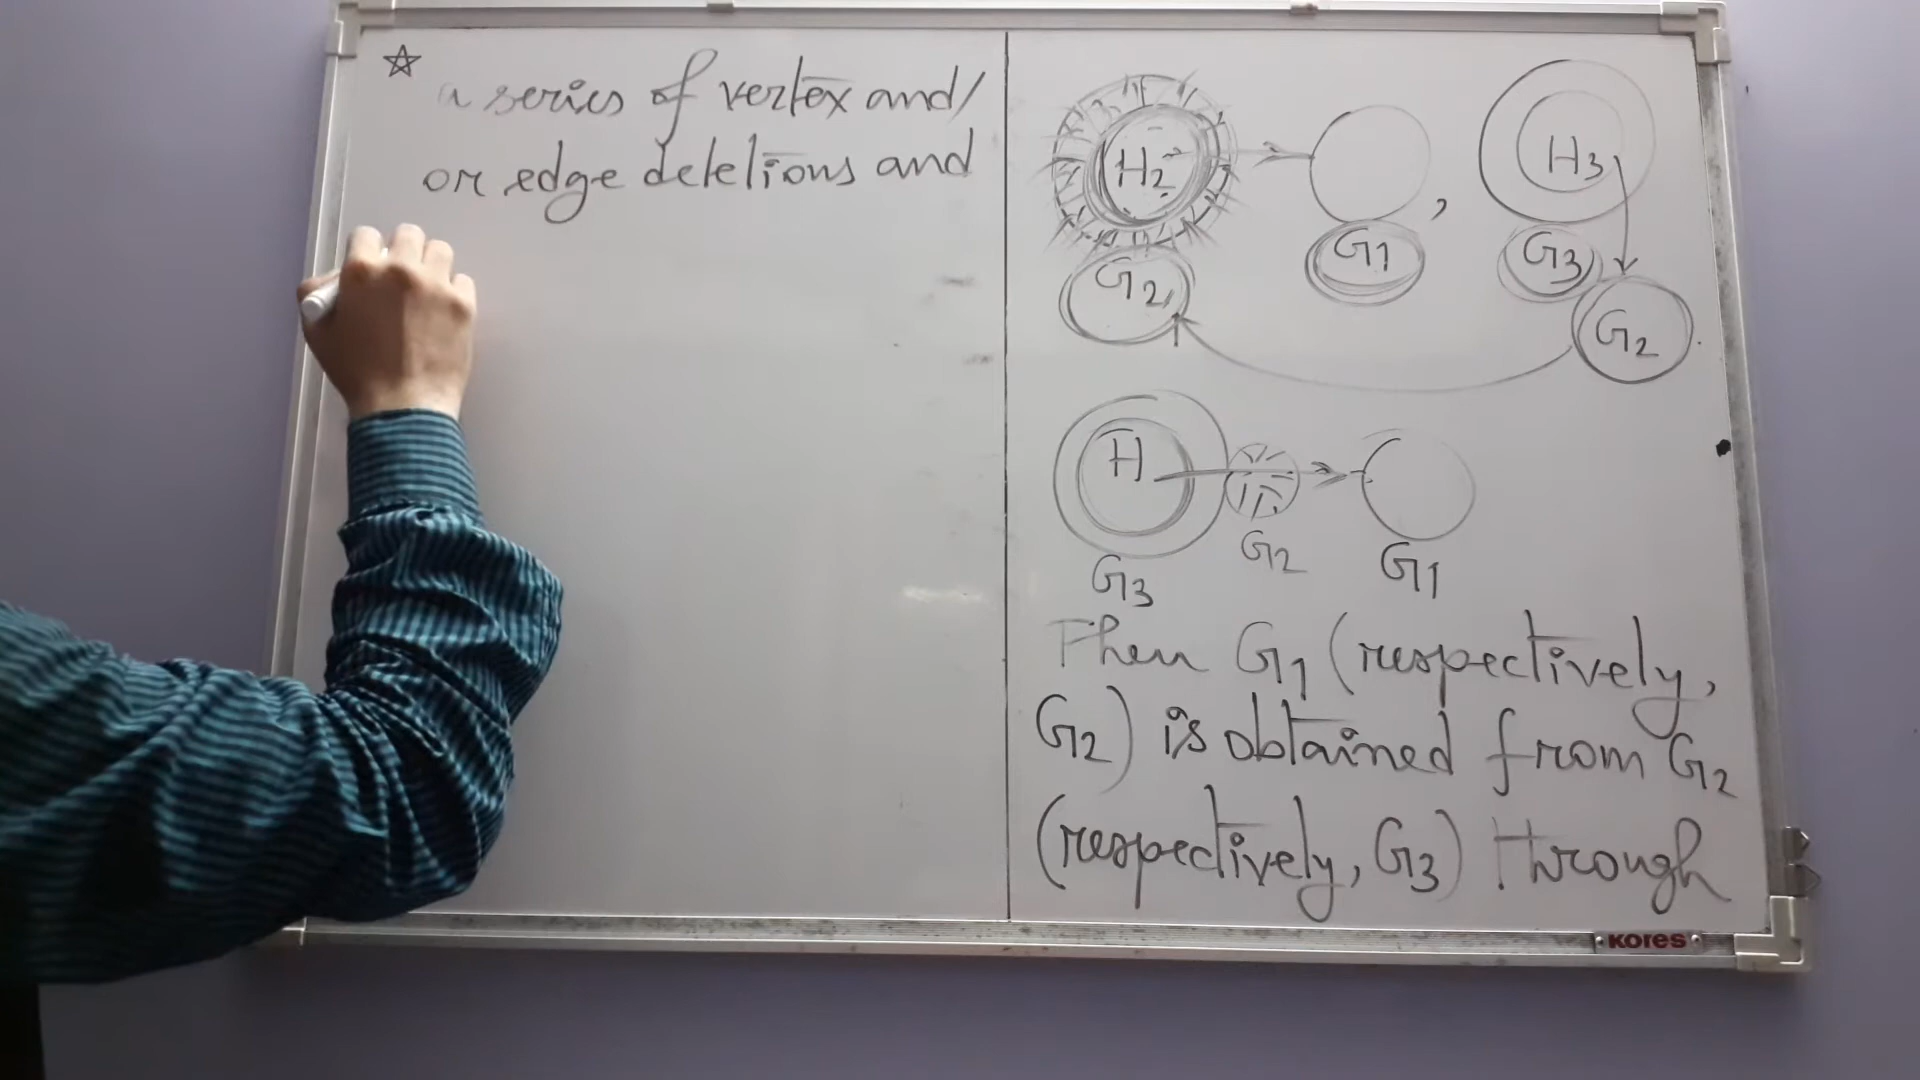 a series of vertex and/
or edge deletions and
H2
G2
G1
,
H3
G3
G2
H
G3
G2
G1
Then G1 (respectively,
G2) is obtained from G2
(respectively, G3) through
KORES